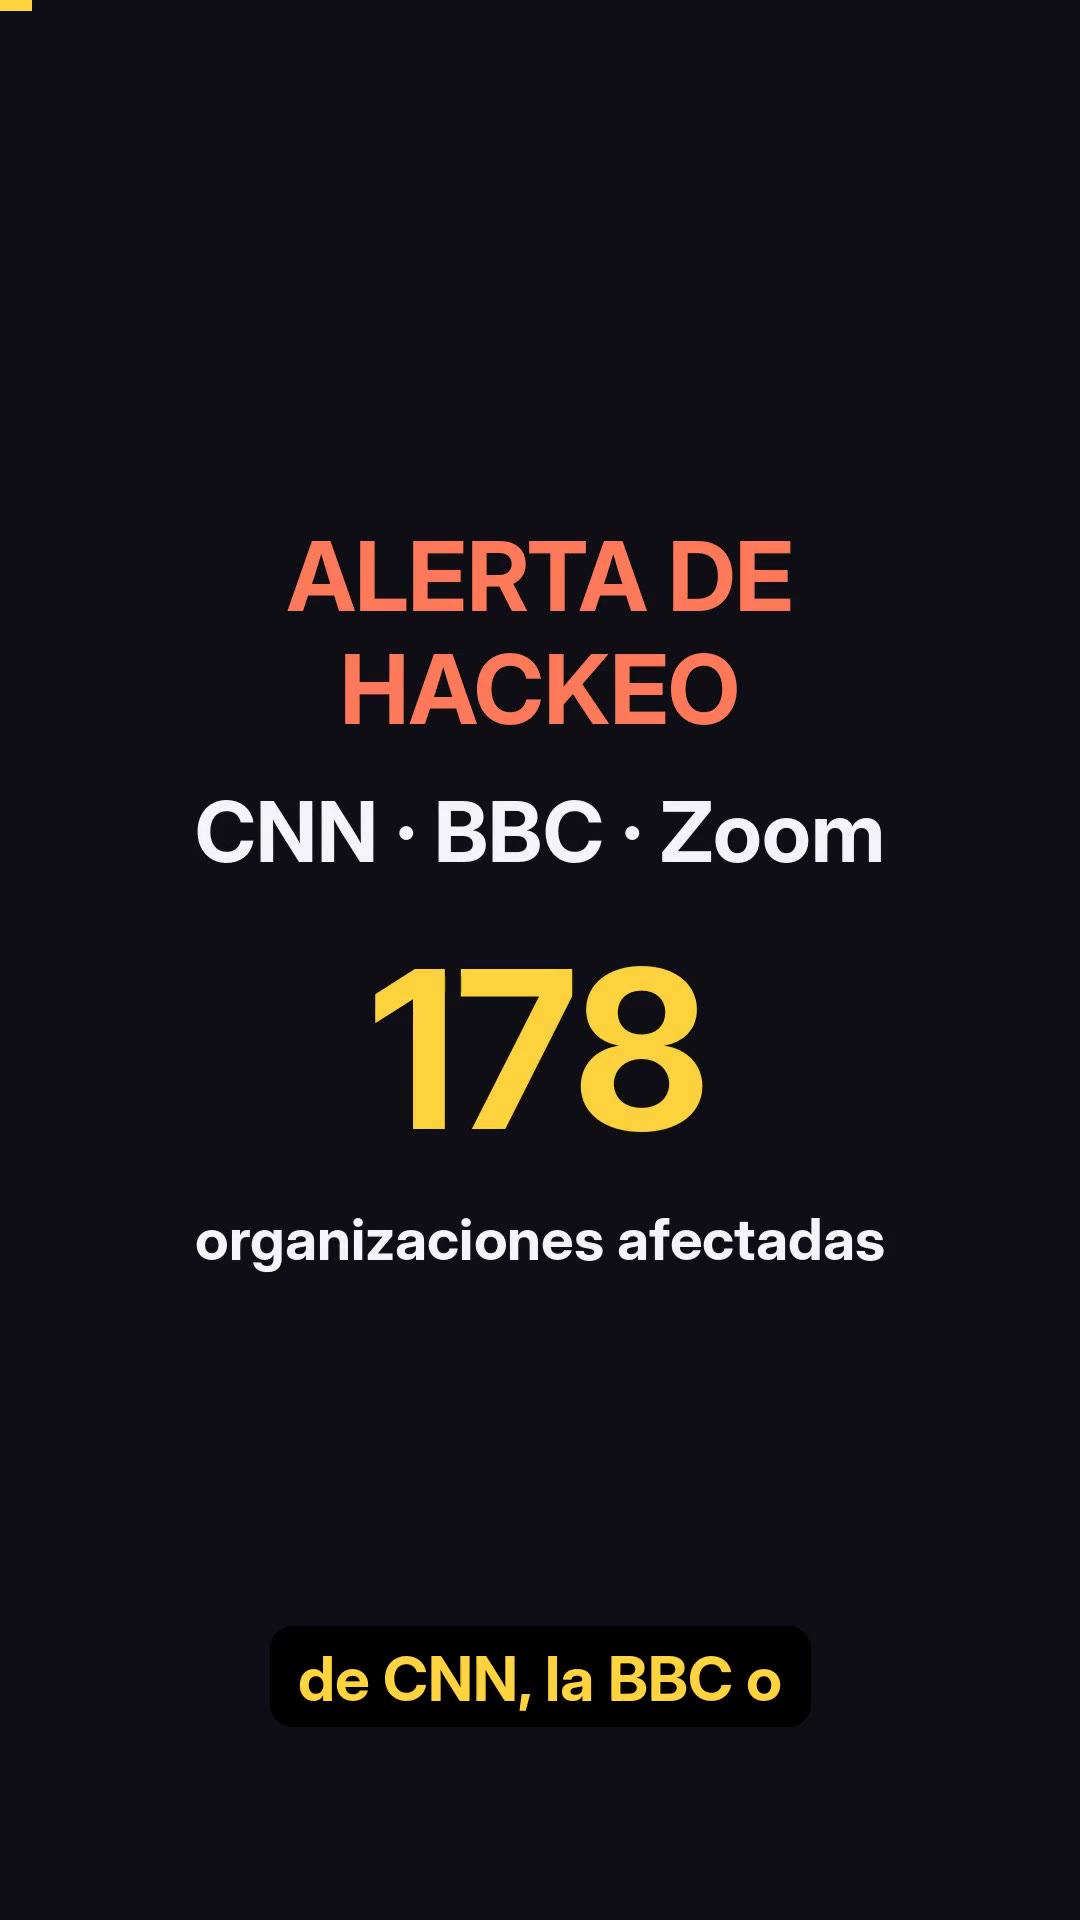 ALERTA DE
HACKEO
CNN · BBC · Zoom
178
organizaciones afectadas
de CNN, la BBC o